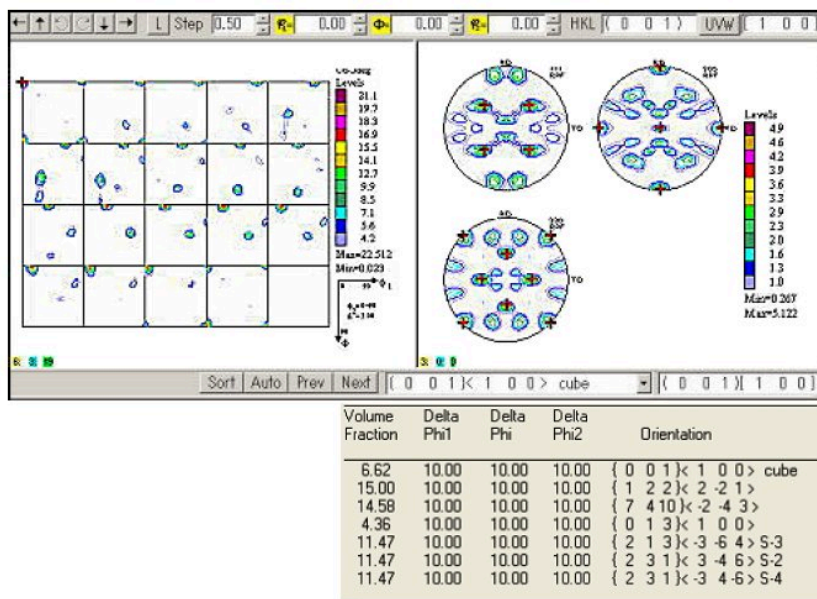 L Step 0.50 0.00 Φ= 0.00 0.00 HKL ( 0 0 1) UVW [ 1 0 0]
Levels
21.1
19.7
18.3
16.9
15.5
14.1
12.7
9.9
8.5
7.1
5.6
4.2
Max=22.512
Min=0.023
Levels
4.9
4.6
4.2
3.9
3.6
3.3
2.9
2.3
2.0
1.6
1.3
1.0
Min=0.267
Max=5.122
Sort Auto Prev Next { 0 0 1}< 1 0 0> cube ( 0 0 1)[ 1 0 0]
Volume Delta Delta Delta
Fraction Phi1 Phi Phi2 Orientation
6.62 10.00 10.00 10.00 { 0 0 1}< 1 0 0> cube
15.00 10.00 10.00 10.00 { 1 2 2}< 2 -2 1>
14.58 10.00 10.00 10.00 { 7 4 10}< -2 -4 3>
4.36 10.00 10.00 10.00 { 0 1 3}< 1 0 0>
11.47 10.00 10.00 10.00 { 2 1 3}< -3 -6 4> S-3
11.47 10.00 10.00 10.00 { 2 3 1}< 3 -4 6> S-2
11.47 10.00 10.00 10.00 { 2 3 1}< -3 4 -6> S-4